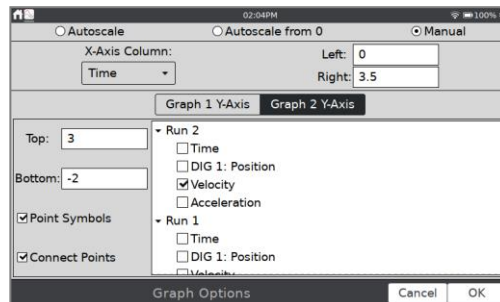 02:04PM 100%
Autoscale Autoscale from 0 Manual
X-Axis Column: Left: 0
Time Right: 3.5
Graph 1 Y-Axis Graph 2 Y-Axis
Top: 3
Bottom: -2
Point Symbols
Connect Points
Run 2
Time
DIG 1: Position
Velocity
Acceleration
Run 1
Time
DIG 1: Position
Velocity
Graph Options Cancel OK